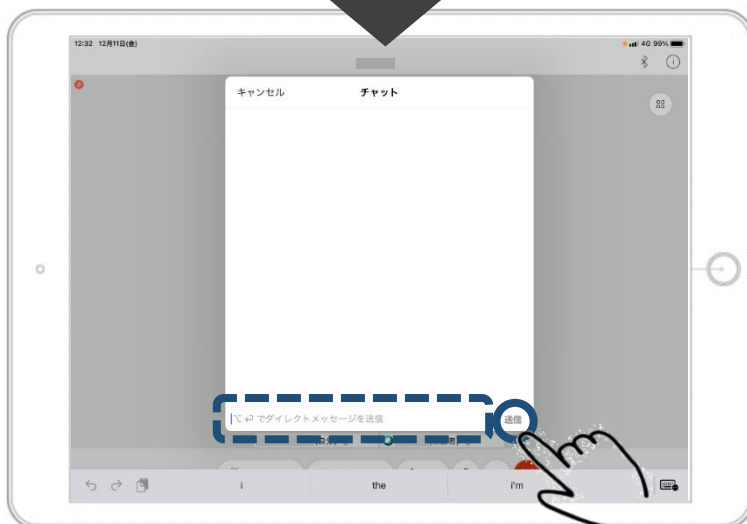 12:32 12月11日(金)
4G 99%
キャンセル チャット
⌥ ⏎ でダイレクトメッセージを送信
送信
i the i'm